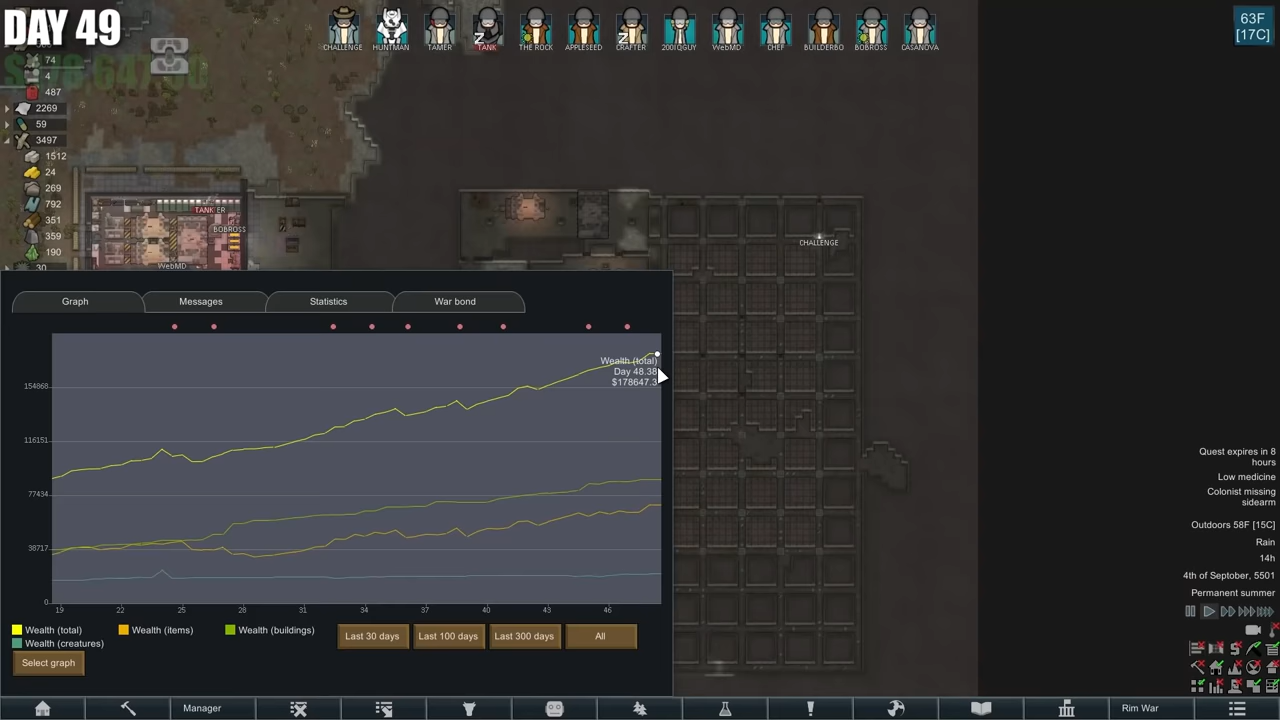 DAY 49
63F
[17C]
CHALLENGE HUNTMAN TAMER TANK THE ROCK APPLESEED CRAFTER 200IQGUY WebMD CHEF BUILDERBO BOBROSS CASANOVA
74
4
487
2269
59
3497
1512
24
269
792
351
359
190
30
TANK
BOBROSS
WebMD
CHALLENGE
Graph Messages Statistics War bond
Wealth (total)
Day 48.38
$178647.3
154868
116151
77434
38717
0
19 22 25 28 31 34 37 40 43 46
Wealth (total) Wealth (items) Wealth (buildings)
Wealth (creatures)
Last 30 days Last 100 days Last 300 days All
Select graph
Quest expires in 8
hours
Low medicine
Colonist missing
sidearm
Outdoors 58F [15C]
Rain
14h
4th of Septober, 5501
Permanent summer
Manager
Rim War